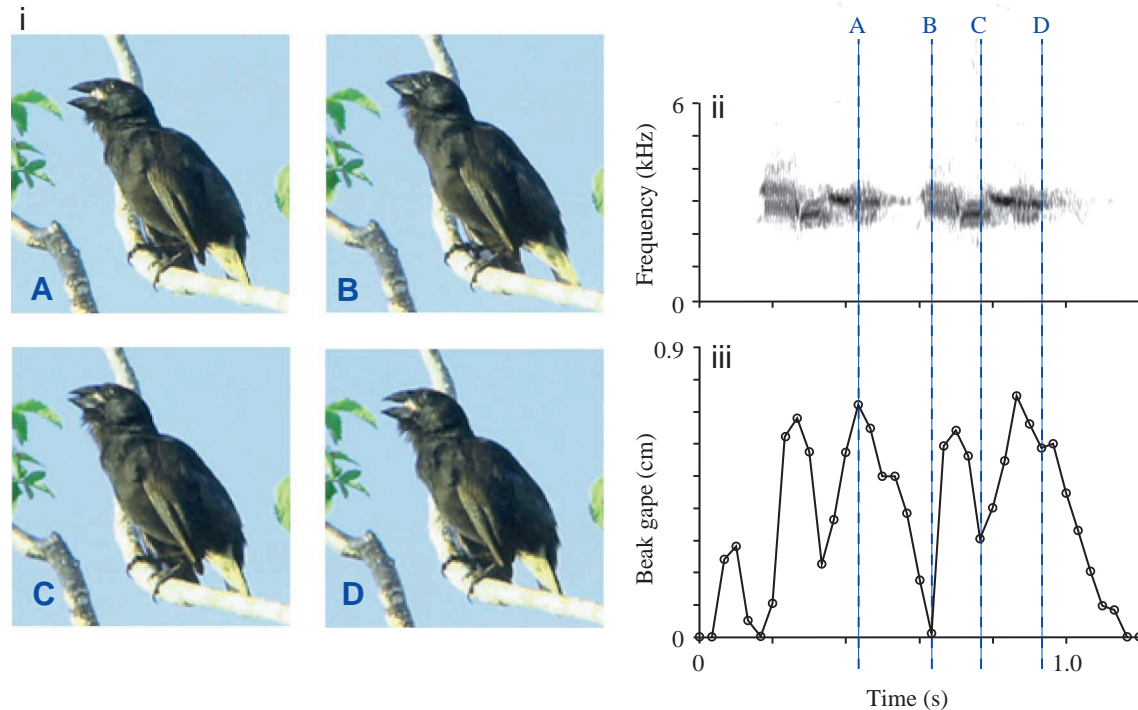 i
A
B
C
D
A B C D
ii
6
Frequency (kHz)
0
iii
0.9
Beak gape (cm)
0
0 1.0
Time (s)